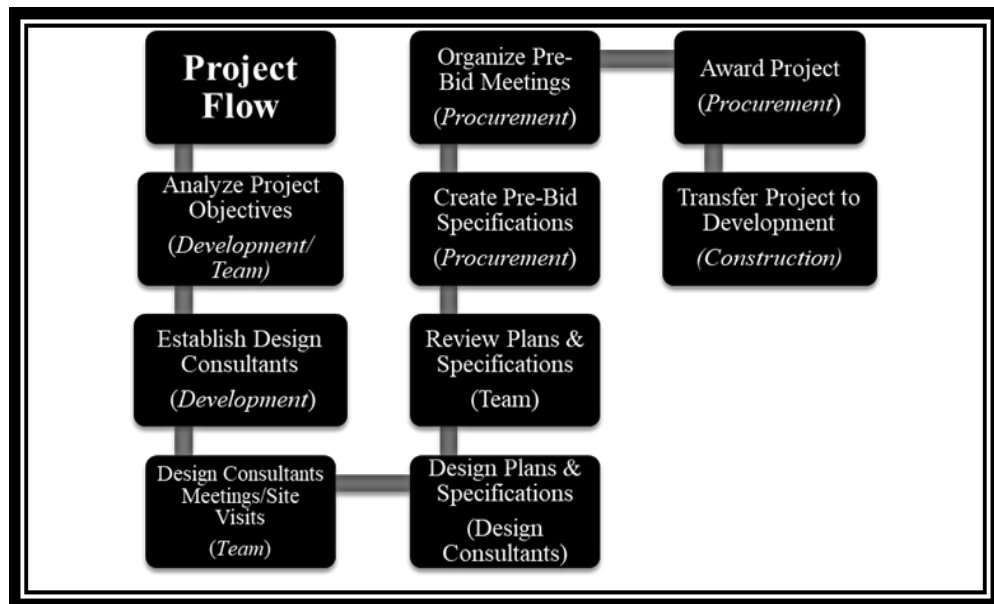 Project
Flow
Analyze Project
Objectives
(Development/
Team)
Establish Design
Consultants
(Development)
Design Consultants
Meetings/Site
Visits
(Team)
Design Plans &
Specifications
(Design
Consultants)
Review Plans &
Specifications
(Team)
Create Pre-Bid
Specifications
(Procurement)
Organize Pre-
Bid Meetings
(Procurement)
Award Project
(Procurement)
Transfer Project to
Development
(Construction)